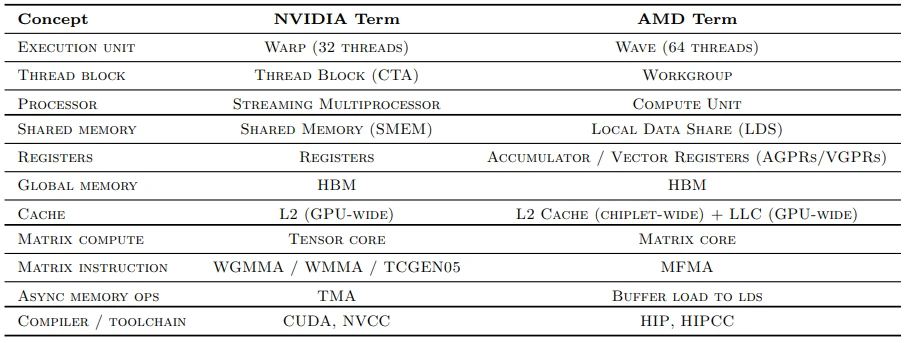 Concept NVIDIA Term AMD Term
Execution unit Warp (32 threads) Wave (64 threads)
Thread block Thread Block (CTA) Workgroup
Processor Streaming Multiprocessor Compute Unit
Shared memory Shared Memory (SMEM) Local Data Share (LDS)
Registers Registers Accumulator / Vector Registers (AGPRs/VGPRs)
Global memory HBM HBM
Cache L2 (GPU-wide) L2 Cache (chiplet-wide) + LLC (GPU-wide)
Matrix compute Tensor core Matrix core
Matrix instruction WGMMA / WMMA / TCGEN05 MFMA
Async memory ops TMA Buffer load to lds
Compiler / toolchain CUDA, NVCC HIP, HIPCC